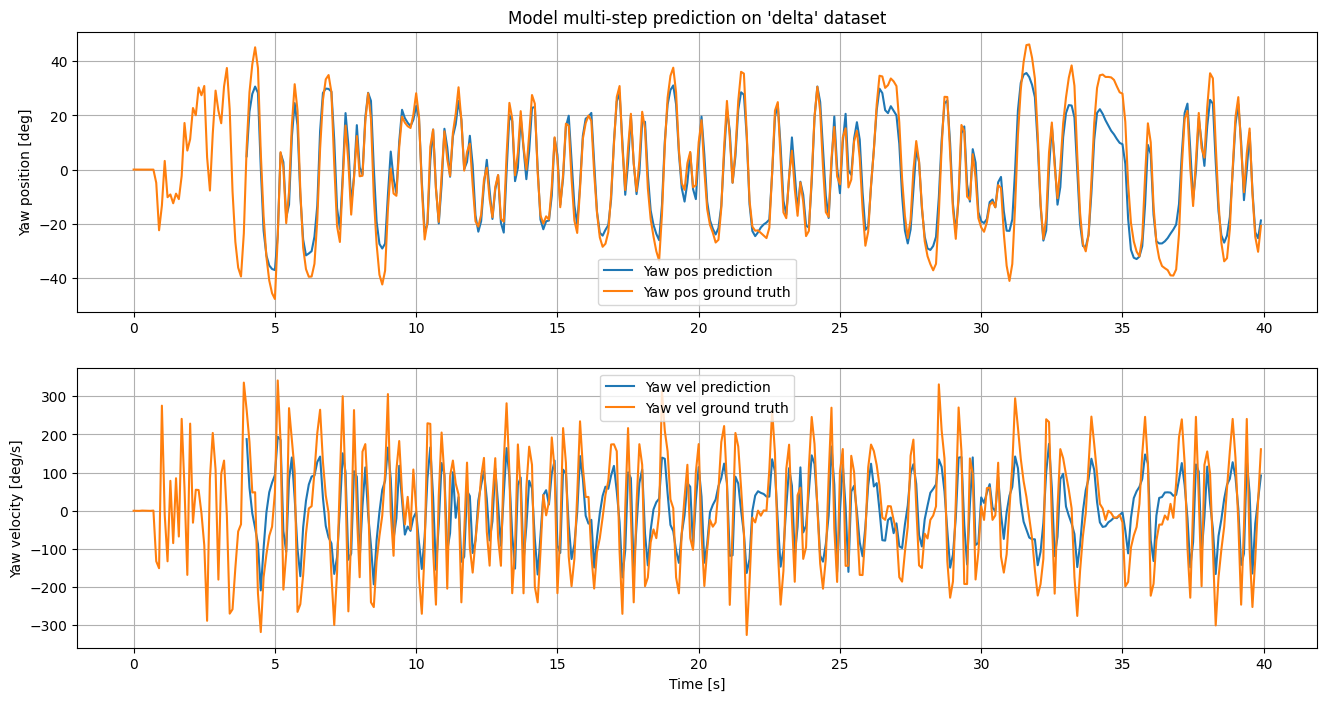 Model multi-step prediction on 'delta' dataset
Yaw position [deg]
40
20
0
−20
−40
Yaw pos prediction
Yaw pos ground truth
0 5 10 15 20 25 30 35 40
Yaw velocity [deg/s]
300
200
100
0
−100
−200
−300
Yaw vel prediction
Yaw vel ground truth
0 5 10 15 20 25 30 35 40
Time [s]